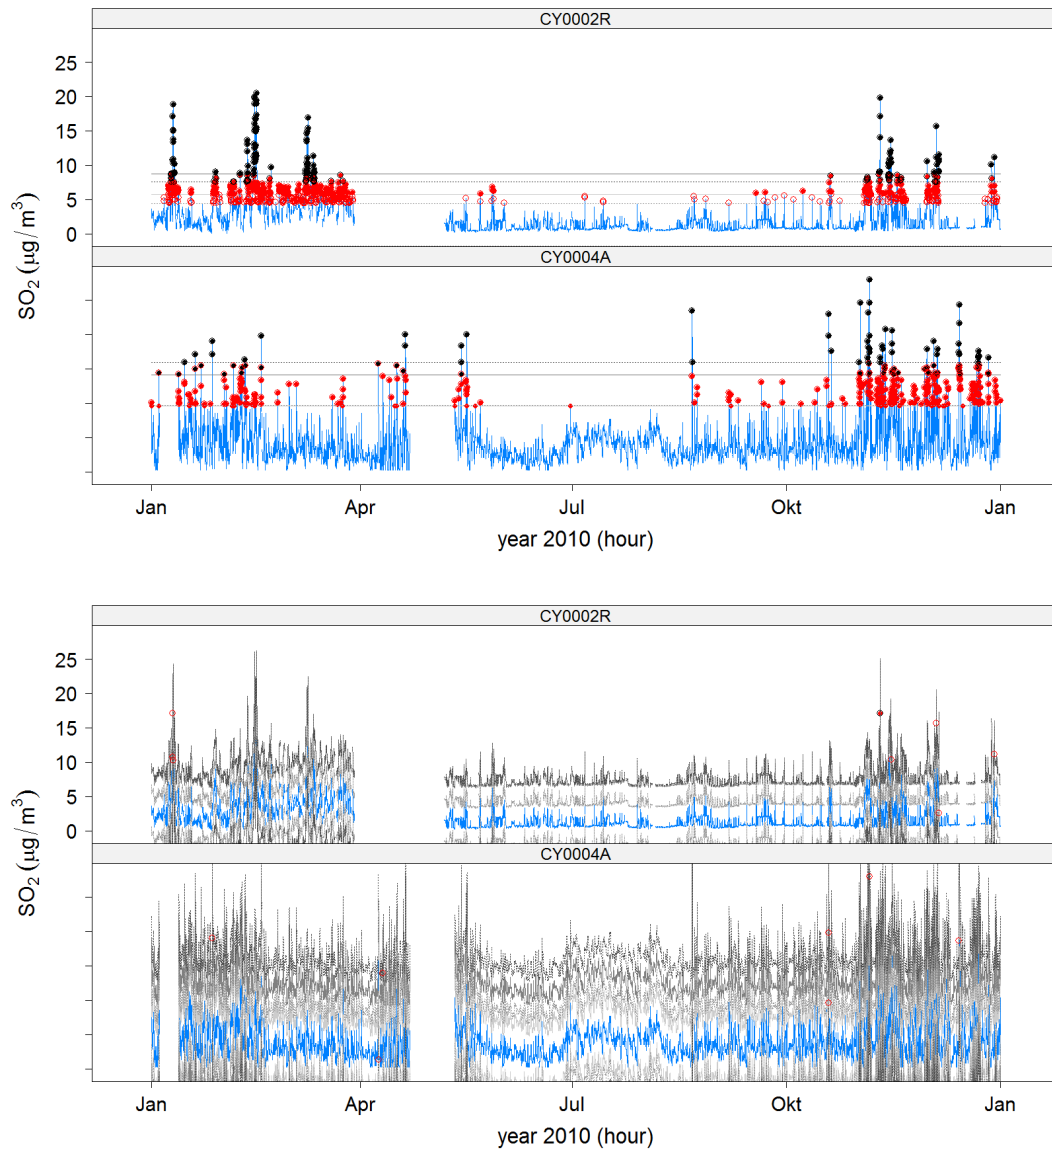 CY0002R
25
20
15
10
5
0
CY0004A
SO2 (µg/m3)
Jan Apr Jul Okt Jan
year 2010 (hour)
CY0002R
25
20
15
10
5
0
CY0004A
SO2 (µg/m3)
Jan Apr Jul Okt Jan
year 2010 (hour)